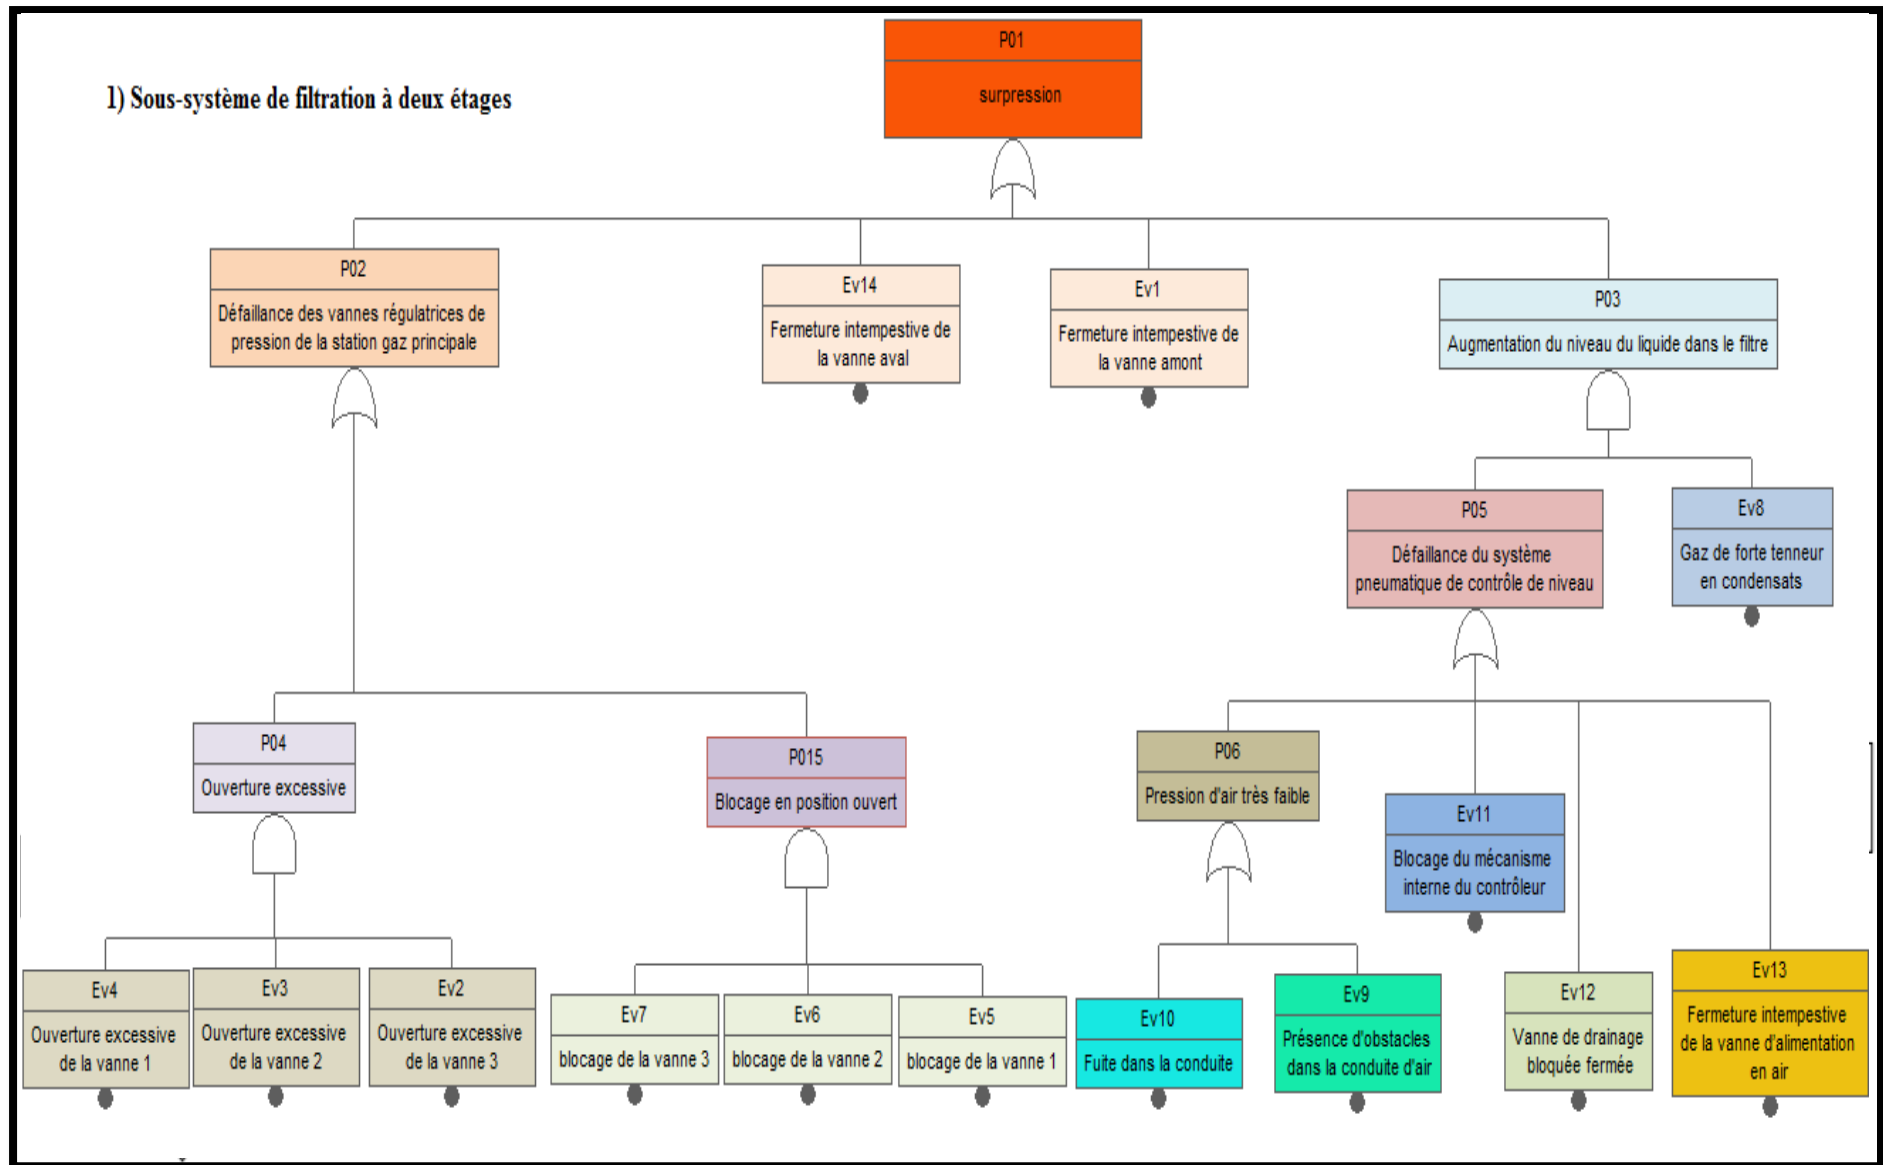 P01
surpression
1) Sous-système de filtration à deux étages
P02
Défaillance des vannes régulatrices de
pression de la station gaz principale
Ev14
Fermeture intempestive de
la vanne aval
Ev1
Fermeture intempestive de
la vanne amont
P03
Augmentation du niveau du liquide dans le filtre
P05
Défaillance du système
pneumatique de contrôle de niveau
Ev8
Gaz de forte tenneur
en condensats
P04
Ouverture excessive
P015
Blocage en position ouvert
P06
Pression d'air très faible
Ev11
Blocage du mécanisme
interne du contrôleur
Ev4
Ouverture excessive
de la vanne 1
Ev3
Ouverture excessive
de la vanne 2
Ev2
Ouverture excessive
de la vanne 3
Ev7
blocage de la vanne 3
Ev6
blocage de la vanne 2
Ev5
blocage de la vanne 1
Ev10
Fuite dans la conduite
Ev9
Présence d'obstacles
dans la conduite d'air
Ev12
Vanne de drainage
bloquée fermée
Ev13
Fermeture intempestive
de la vanne d'alimentation
en air